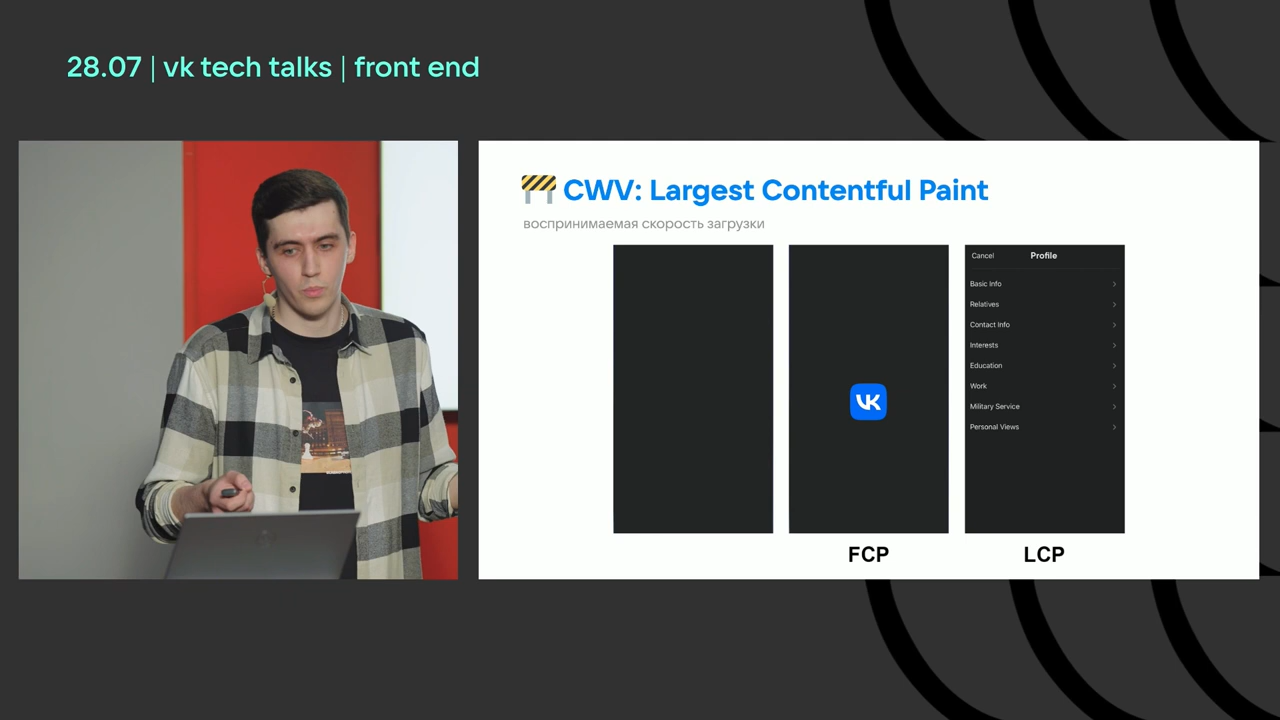 28.07 | vk tech talks | front end
CWV: Largest Contentful Paint
воспринимаемая скорость загрузки
Cancel Profile
Basic Info
Relatives
Contact Info
Interests
Education
Work
Military Service
Personal Views
VK
FCP LCP